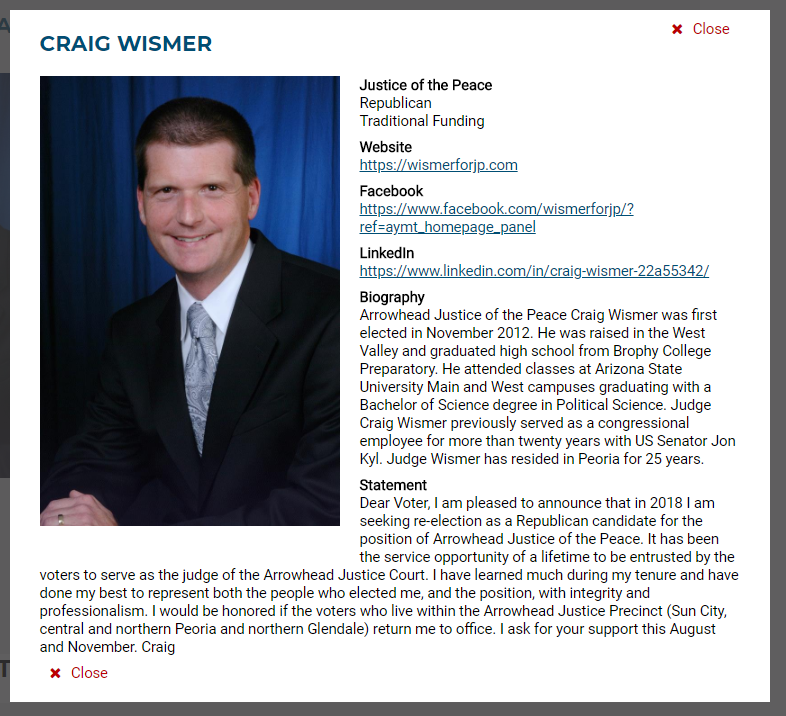 CRAIG WISMER
✖ Close
Justice of the Peace
Republican
Traditional Funding
Website
https://wismerforjp.com
Facebook
https://www.facebook.com/wismerforjp/?
ref=aymt_homepage_panel
LinkedIn
https://www.linkedin.com/in/craig-wismer-22a55342/
Biography
Arrowhead Justice of the Peace Craig Wismer was first
elected in November 2012. He was raised in the West
Valley and graduated high school from Brophy College
Preparatory. He attended classes at Arizona State
University Main and West campuses graduating with a
Bachelor of Science degree in Political Science. Judge
Craig Wismer previously served as a congressional
employee for more than twenty years with US Senator Jon
Kyl. Judge Wismer has resided in Peoria for 25 years.
Statement
Dear Voter, I am pleased to announce that in 2018 I am
seeking re-election as a Republican candidate for the
position of Arrowhead Justice of the Peace. It has been
the service opportunity of a lifetime to be entrusted by the
voters to serve as the judge of the Arrowhead Justice Court. I have learned much during my tenure and have
done my best to represent both the people who elected me, and the position, with integrity and
professionalism. I would be honored if the voters who live within the Arrowhead Justice Precinct (Sun City,
central and northern Peoria and northern Glendale) return me to office. I ask for your support this August
and November. Craig
✖ Close